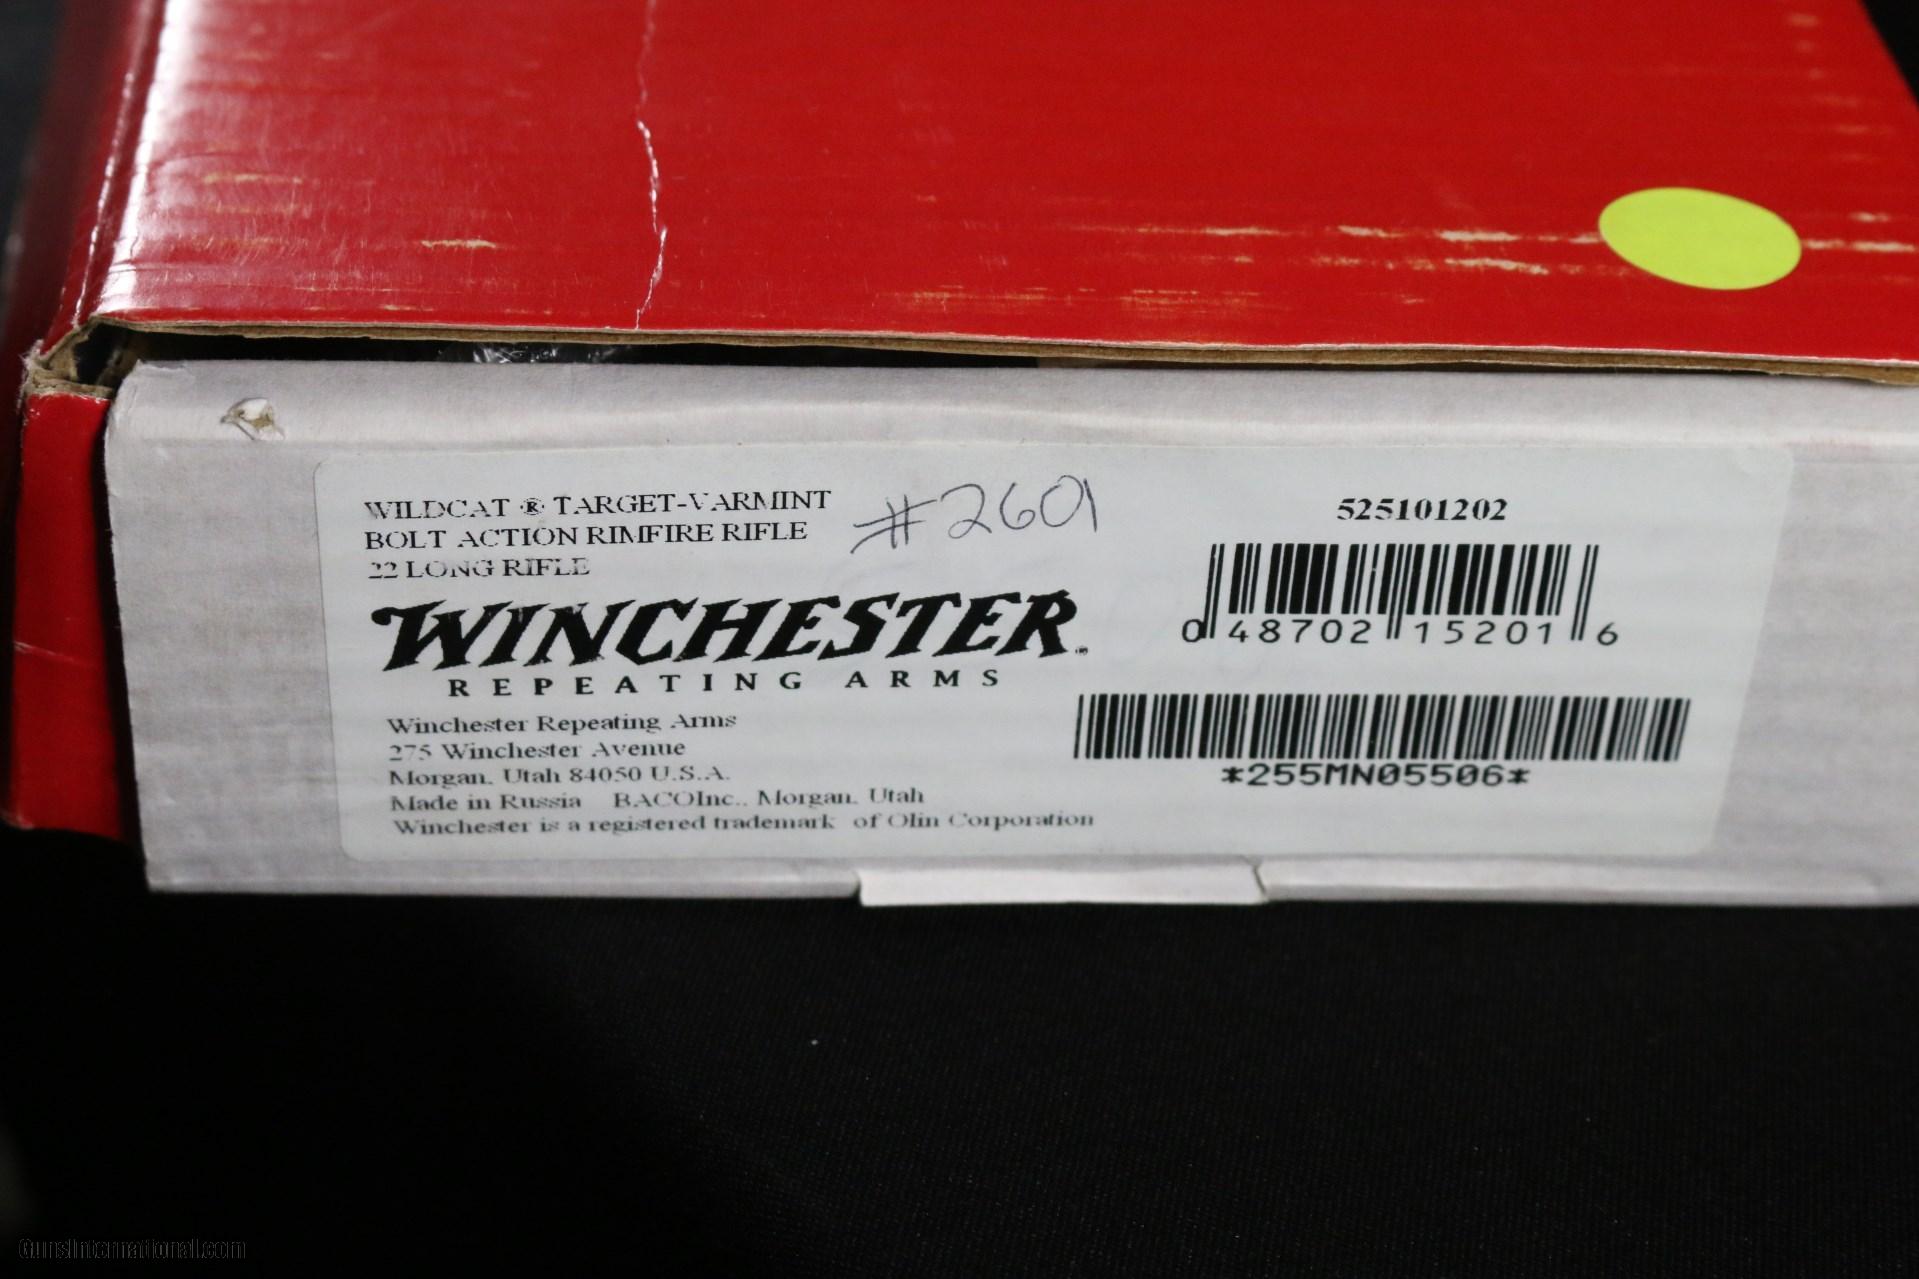 WILDCAT ® TARGET-VARMINT
BOLT ACTION RIMFIRE RIFLE
22 LONG RIFLE
#2601
WINCHESTER®
REPEATING ARMS
Winchester Repeating Arms
275 Winchester Avenue
Morgan, Utah 84050 U.S.A.
Made in Russia BACOInc., Morgan, Utah
Winchester is a registered trademark of Olin Corporation
525101202
0 48702 15201 6
*255MN05506*
GunsInternational.com